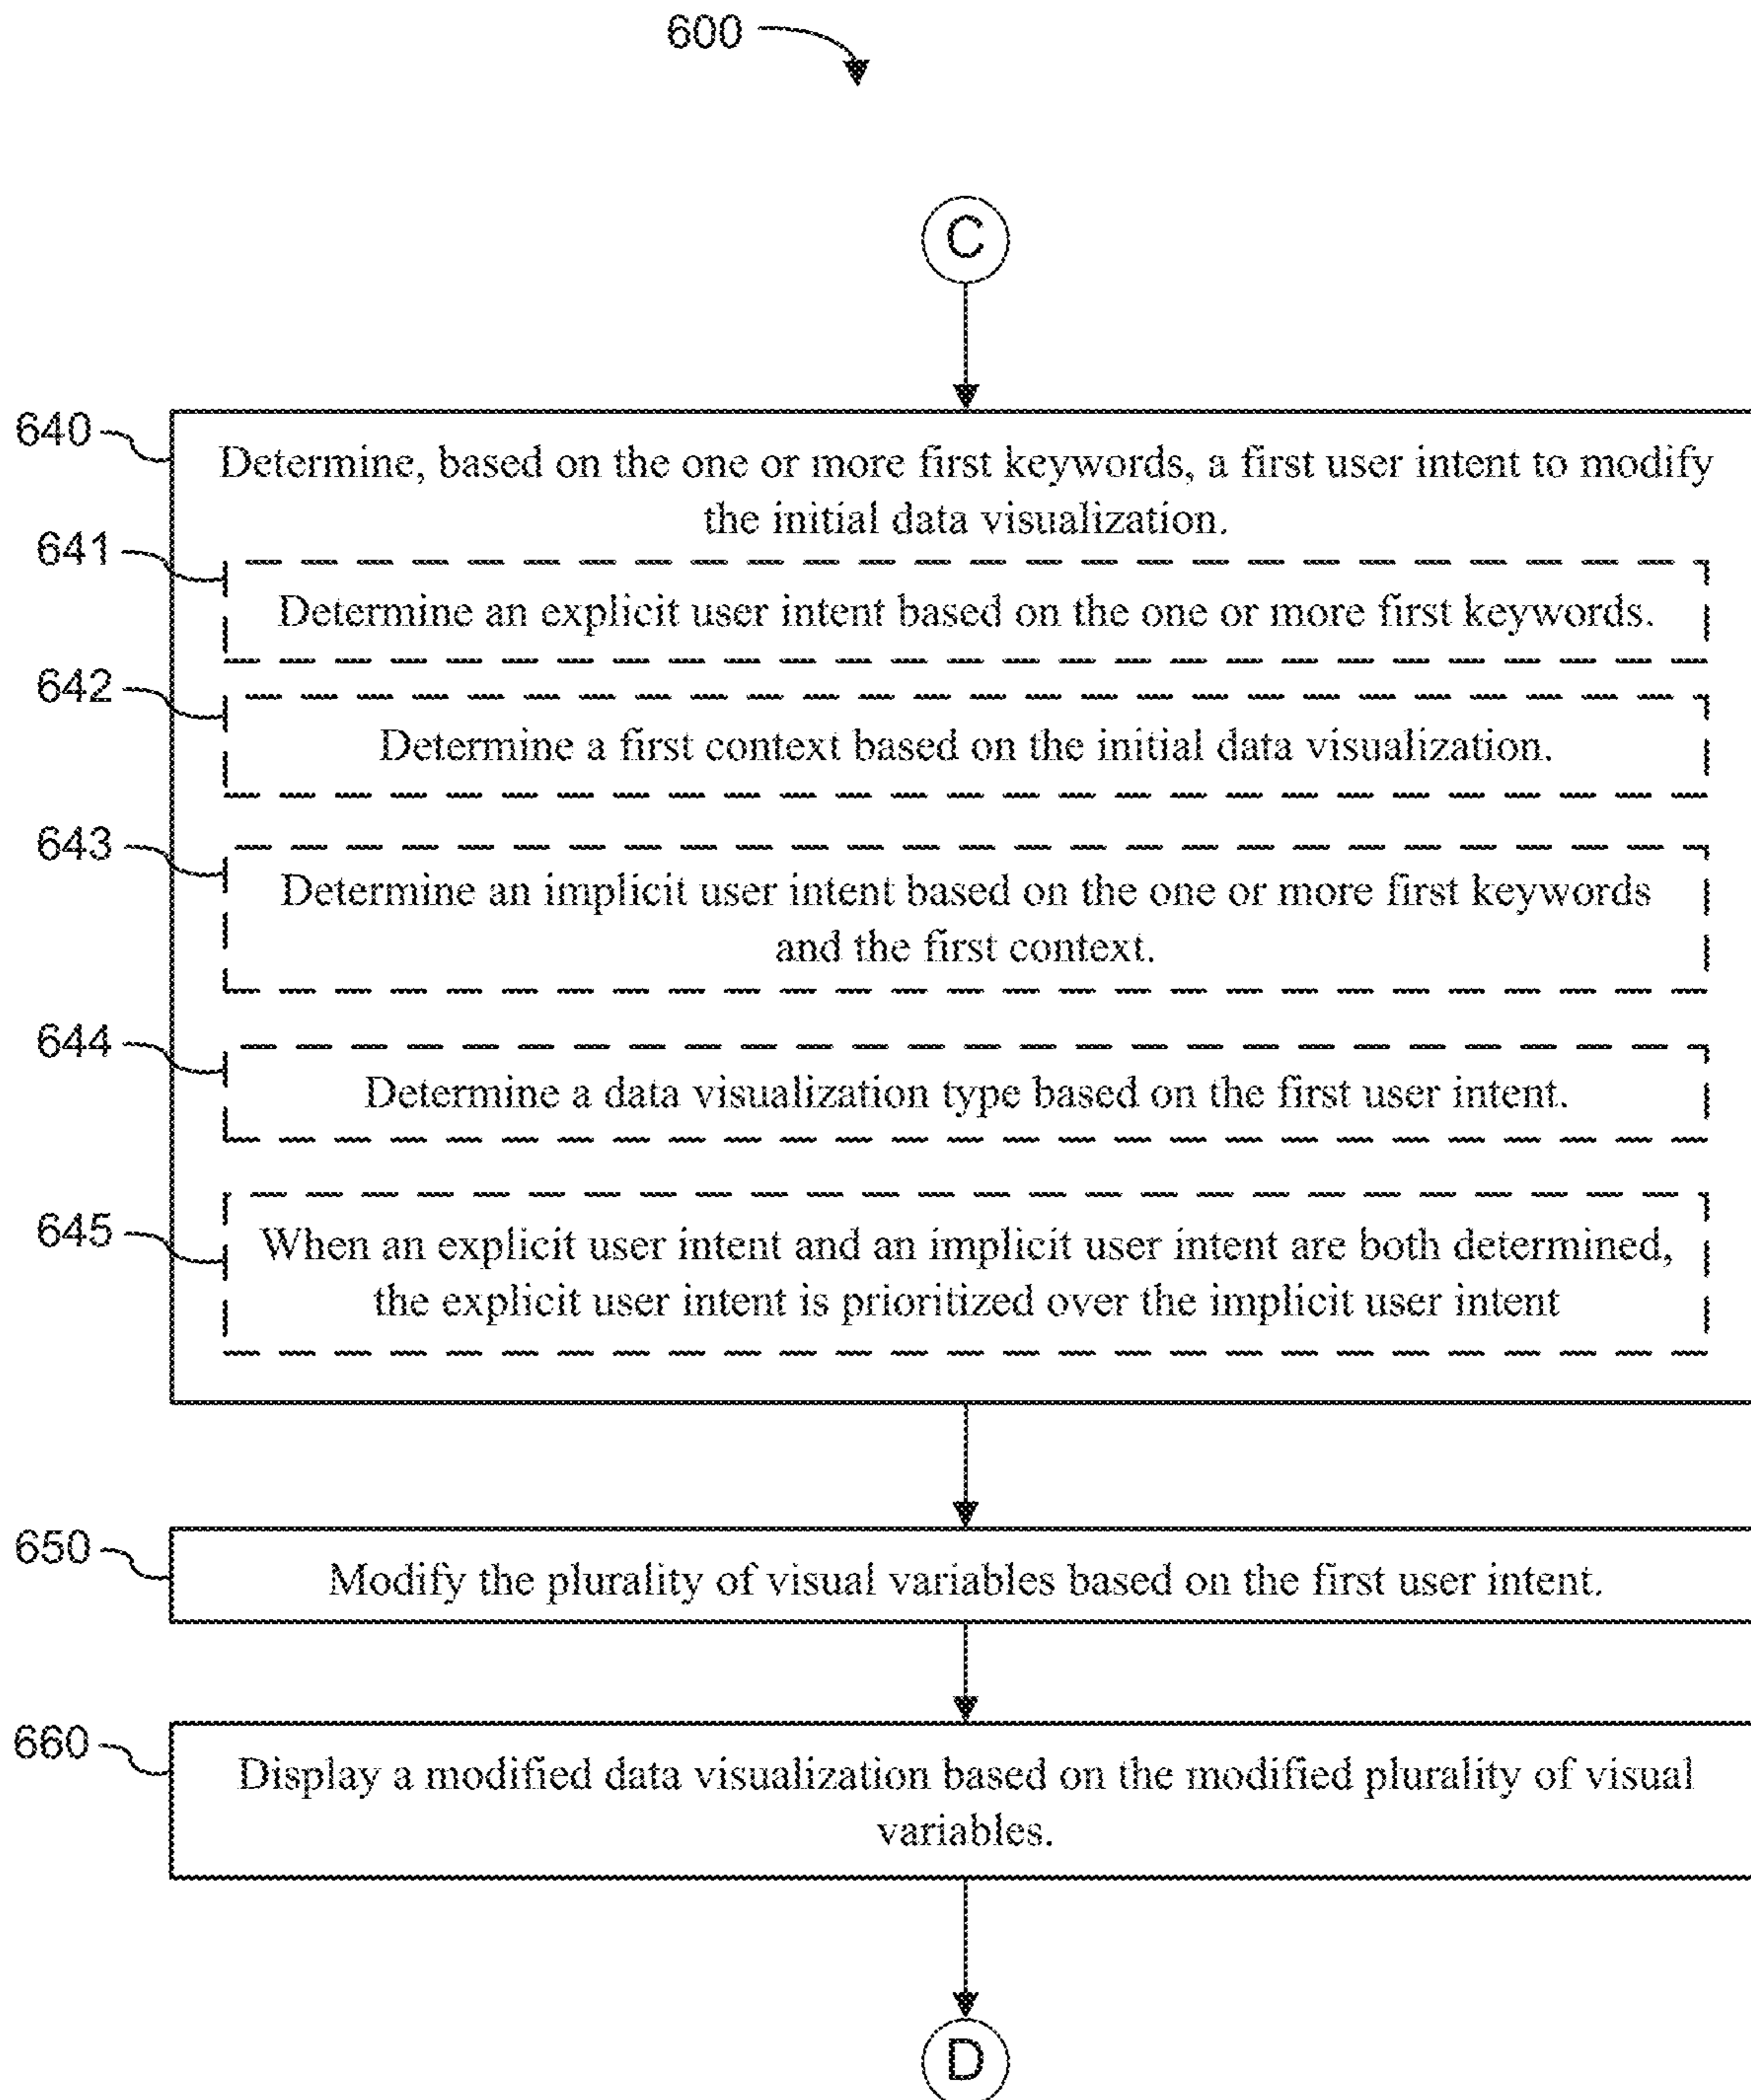 600
C
640
Determine, based on the one or more first keywords, a first user intent to modify
the initial data visualization.
641
Determine an explicit user intent based on the one or more first keywords.
642
Determine a first context based on the initial data visualization.
643
Determine an implicit user intent based on the one or more first keywords
and the first context.
644
Determine a data visualization type based on the first user intent.
645
When an explicit user intent and an implicit user intent are both determined,
the explicit user intent is prioritized over the implicit user intent
650
Modify the plurality of visual variables based on the first user intent.
660
Display a modified data visualization based on the modified plurality of visual
variables.
D